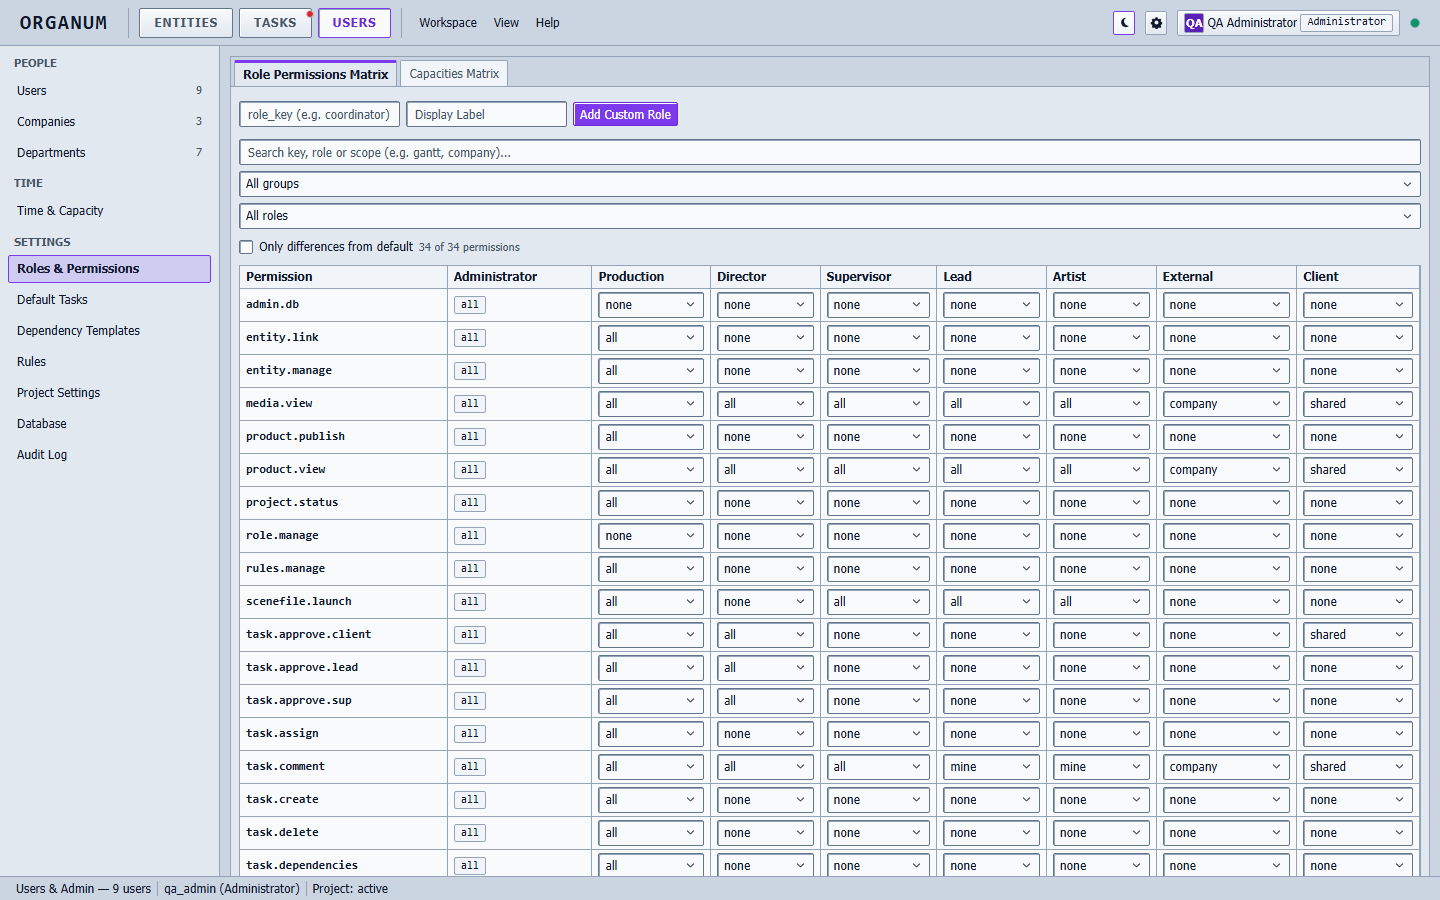 ORGANUM ENTITIES TASKS USERS Workspace View Help QA QA Administrator Administrator
PEOPLE
Users 9
Companies 3
Departments 7
TIME
Time & Capacity
SETTINGS
Roles & Permissions
Default Tasks
Dependency Templates
Rules
Project Settings
Database
Audit Log
Role Permissions Matrix Capacities Matrix
role_key (e.g. coordinator) Display Label Add Custom Role
Search key, role or scope (e.g. gantt, company)...
All groups
All roles
Only differences from default 34 of 34 permissions
Permission Administrator Production Director Supervisor Lead Artist External Client
admin.db all none none none none none none none
entity.link all all none none none none none none
entity.manage all all none none none none none none
media.view all all all all all all company shared
product.publish all all none none none none none none
product.view all all all all all all company shared
project.status all all none none none none none none
role.manage all none none none none none none none
rules.manage all all none none none none none none
scenefile.launch all all none all all all none none
task.approve.client all all all none none none none shared
task.approve.lead all all all none none none none none
task.approve.sup all all all none none none none none
task.assign all all none none none none none none
task.comment all all all all mine mine company shared
task.create all all none none none none none none
task.delete all all none none none none none none
task.dependencies all all none none none none none none
Users & Admin — 9 users qa_admin (Administrator) Project: active